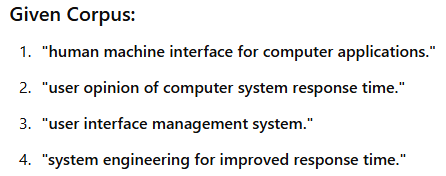 Given Corpus:
1. "human machine interface for computer applications."
2. "user opinion of computer system response time."
3. "user interface management system."
4. "system engineering for improved response time."